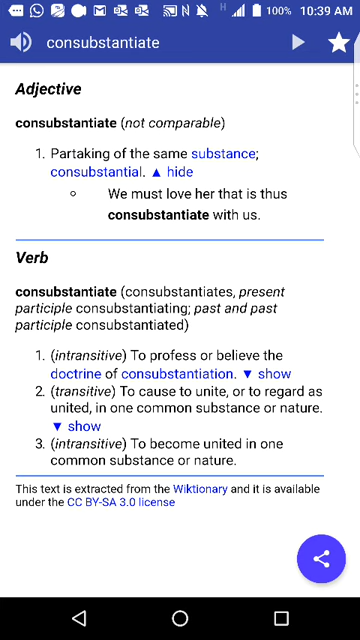 H 100% 10:39 AM
consubstantiate
Adjective
consubstantiate (not comparable)
1. Partaking of the same substance;
consubstantial. ▲ hide
o We must love her that is thus
consubstantiate with us.
Verb
consubstantiate (consubstantiates, present
participle consubstantiating; past and past
participle consubstantiated)
1. (intransitive) To profess or believe the
doctrine of consubstantiation. ▼ show
2. (transitive) To cause to unite, or to regard as
united, in one common substance or nature.
▼ show
3. (intransitive) To become united in one
common substance or nature.
This text is extracted from the Wiktionary and it is available
under the CC BY-SA 3.0 license